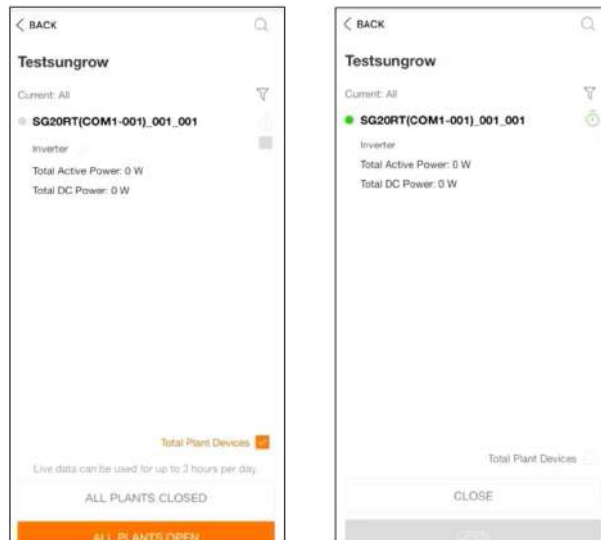 BACK
Testsungrow
Current: All
SG20RT(COM1-001)_001_001
Inverter
Total Active Power: 0 W
Total DC Power: 0 W
Total Plant Devices
Live data can be used for up to 3 hours per day.
ALL PLANTS CLOSED
ALL PLANTS OPEN
BACK
Testsungrow
Current: All
SG20RT(COM1-001)_001_001
Inverter
Total Active Power: 0 W
Total DC Power: 0 W
Total Plant Devices
CLOSE
OPEN